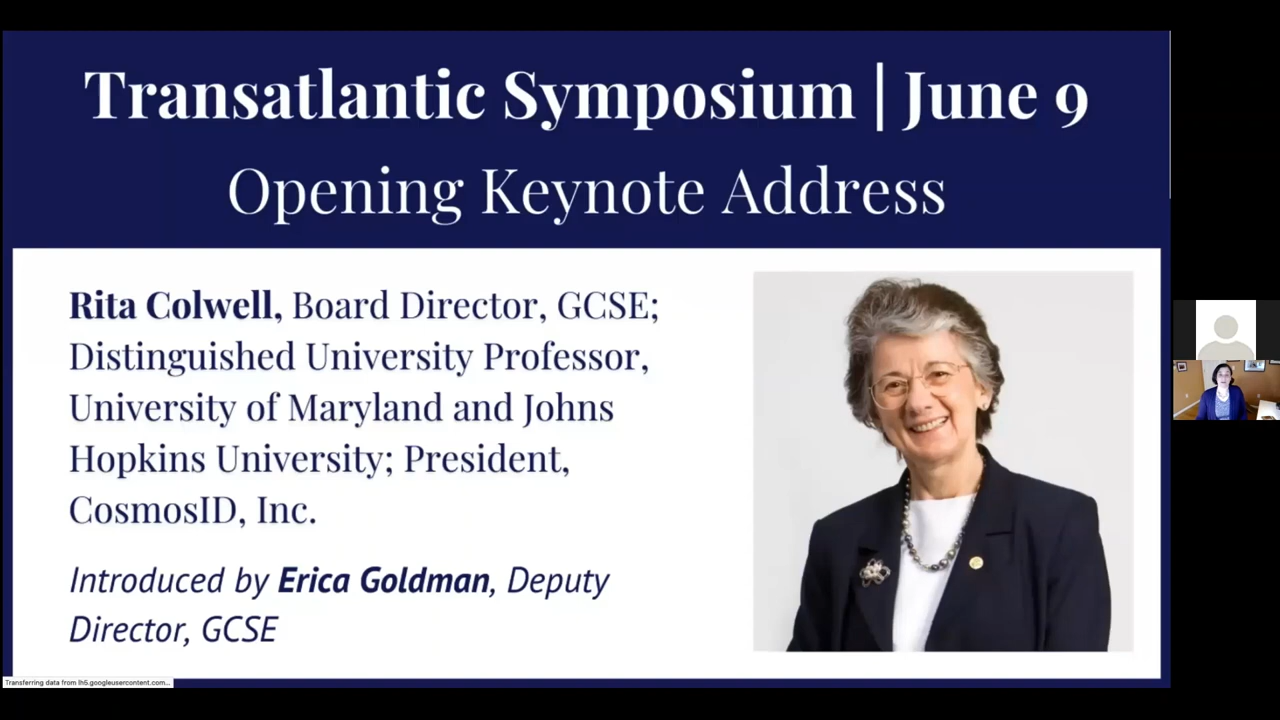 Transatlantic Symposium | June 9
Opening Keynote Address
Rita Colwell, Board Director, GCSE;
Distinguished University Professor,
University of Maryland and Johns
Hopkins University; President,
CosmosID, Inc.
Introduced by Erica Goldman, Deputy
Director, GCSE
Transferring data from lh5.googleusercontent.com...